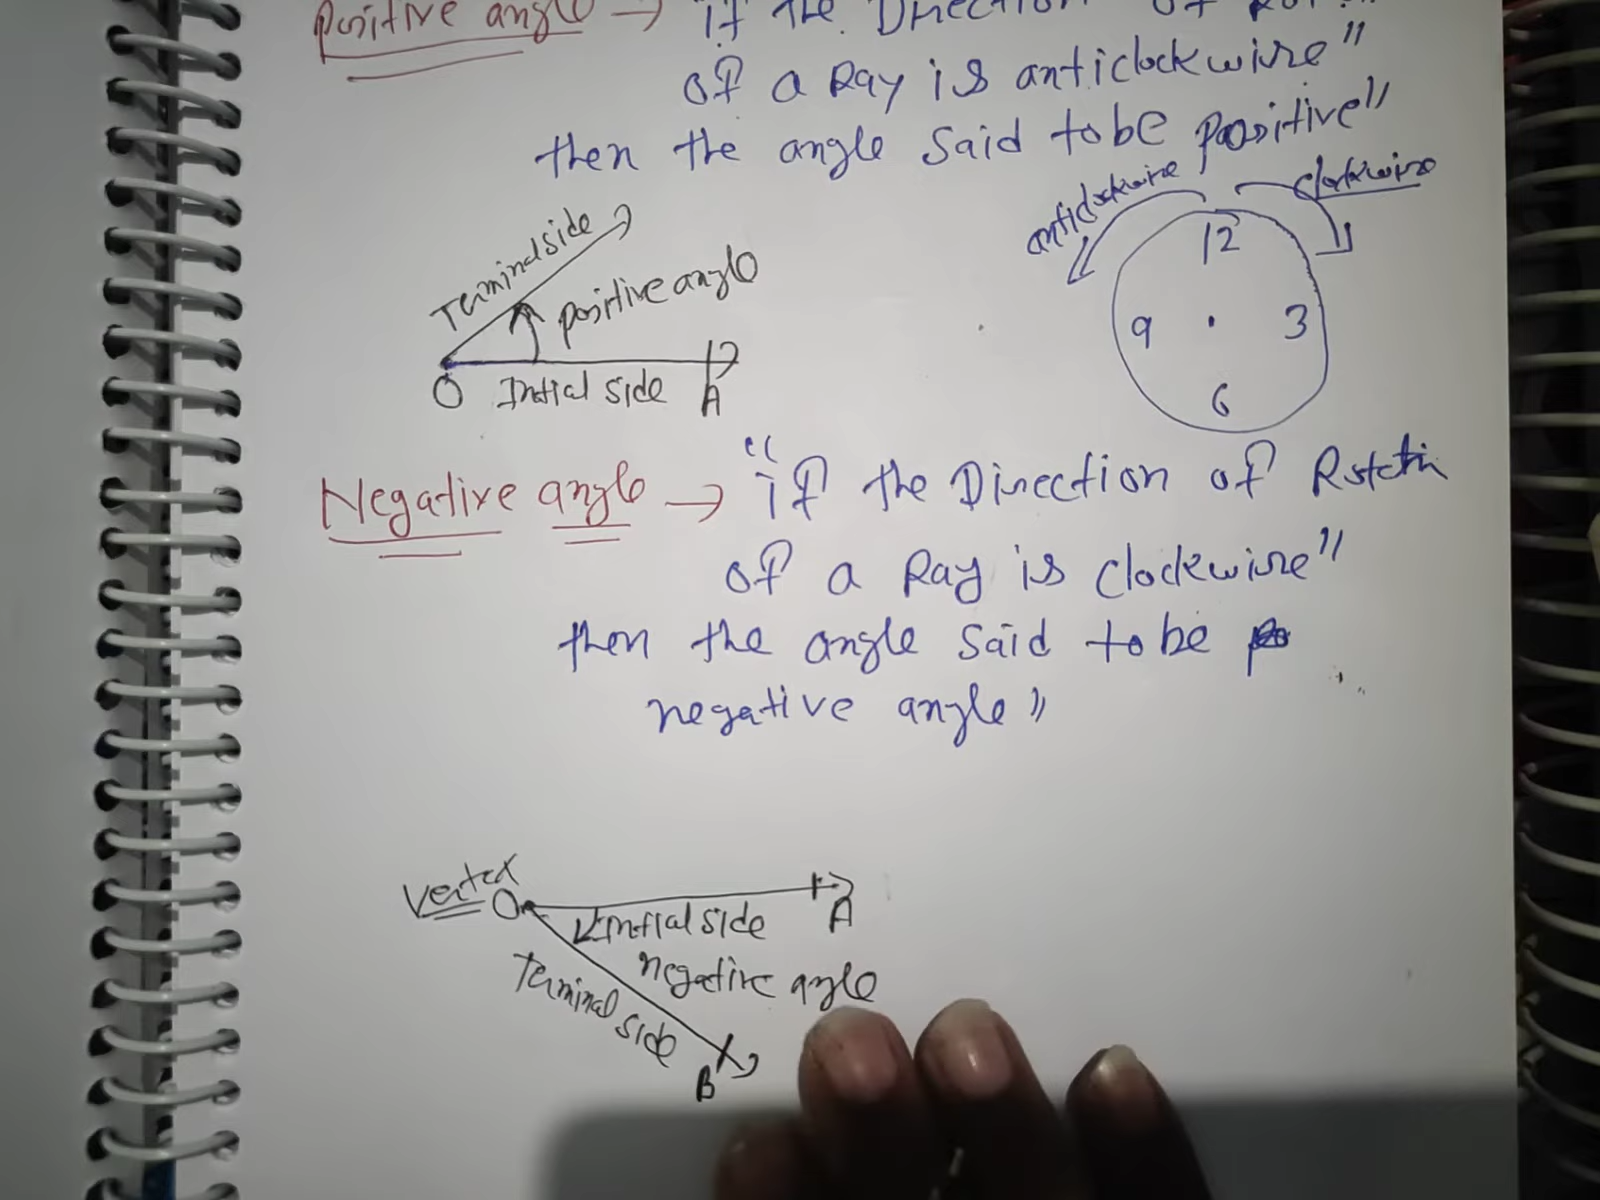 Positive angle → "if the Direction of Rot
of a Ray is anticlockwise"
then the angle said to be positive"
anticlockwise
clockwise
Terminal side
positive angle
O Initial side A
12
9 3
6
Negative angle → "if the Direction of Rotation
of a Ray is clockwise"
then the angle said to be
negative angle"
Vertex O
Initial side A
negative angle
Terminal side
B